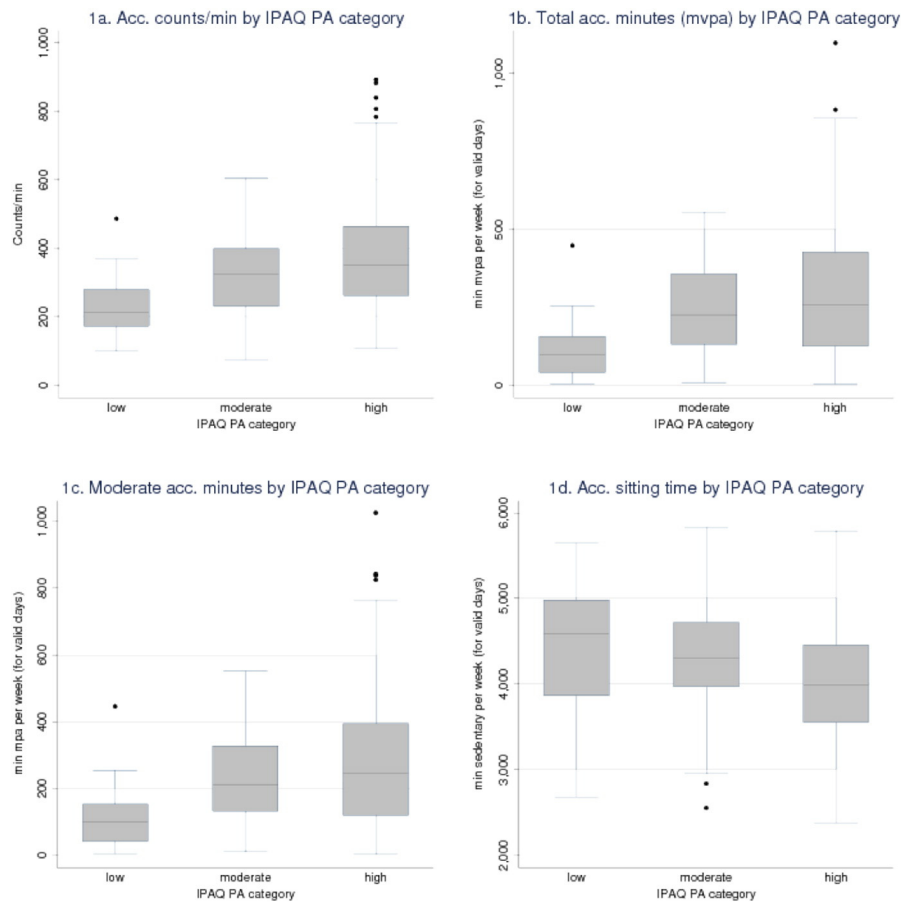 1a. Acc. counts/min by IPAQ PA category
1,000
800
600
400
200
0
Counts/min
low moderate high
IPAQ PA category
1b. Total acc. minutes (mvpa) by IPAQ PA category
1,000
500
0
min mvpa per week (for valid days)
low moderate high
IPAQ PA category
1c. Moderate acc. minutes by IPAQ PA category
1,000
800
600
400
200
0
min mpa per week (for valid days)
low moderate high
IPAQ PA category
1d. Acc. sitting time by IPAQ PA category
6,000
5,000
4,000
3,000
2,000
min sedentary per week (for valid days)
low moderate high
IPAQ PA category